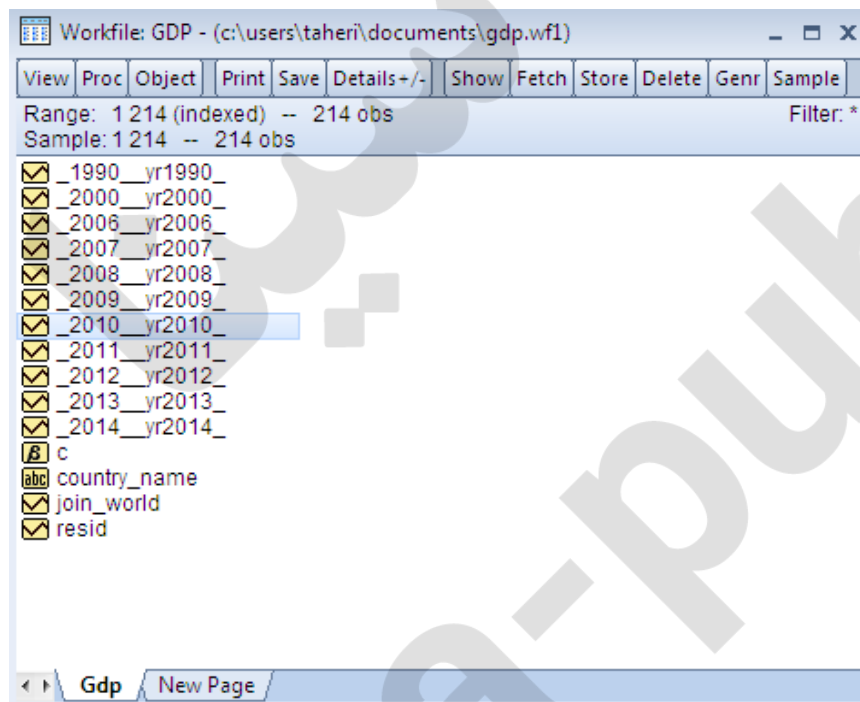 Workfile: GDP - (c:\users\taheri\documents\gdp.wf1)
View Proc Object Print Save Details+/- Show Fetch Store Delete Genr Sample
Range: 1 214 (indexed) -- 214 obs Filter: *
Sample: 1 214 -- 214 obs
_1990__yr1990_
_2000__yr2000_
_2006__yr2006_
_2007__yr2007_
_2008__yr2008_
_2009__yr2009_
_2010__yr2010_
_2011__yr2011_
_2012__yr2012_
_2013__yr2013_
_2014__yr2014_
β c
abc country_name
join_world
resid
Gdp New Page